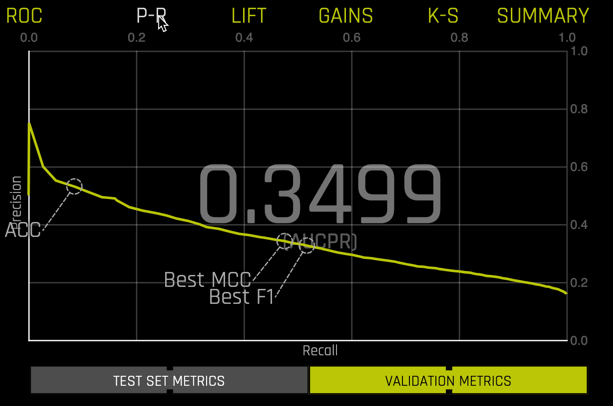 ROC P-R LIFT GAINS K-S SUMMARY
0.0 0.2 0.4 0.6 0.8 1.0
1.0
0.8
0.6
0.4
0.2
0.0
Precision
0.3499
(AUCPR)
ACC
Best MCC
Best F1
Recall
TEST SET METRICS VALIDATION METRICS